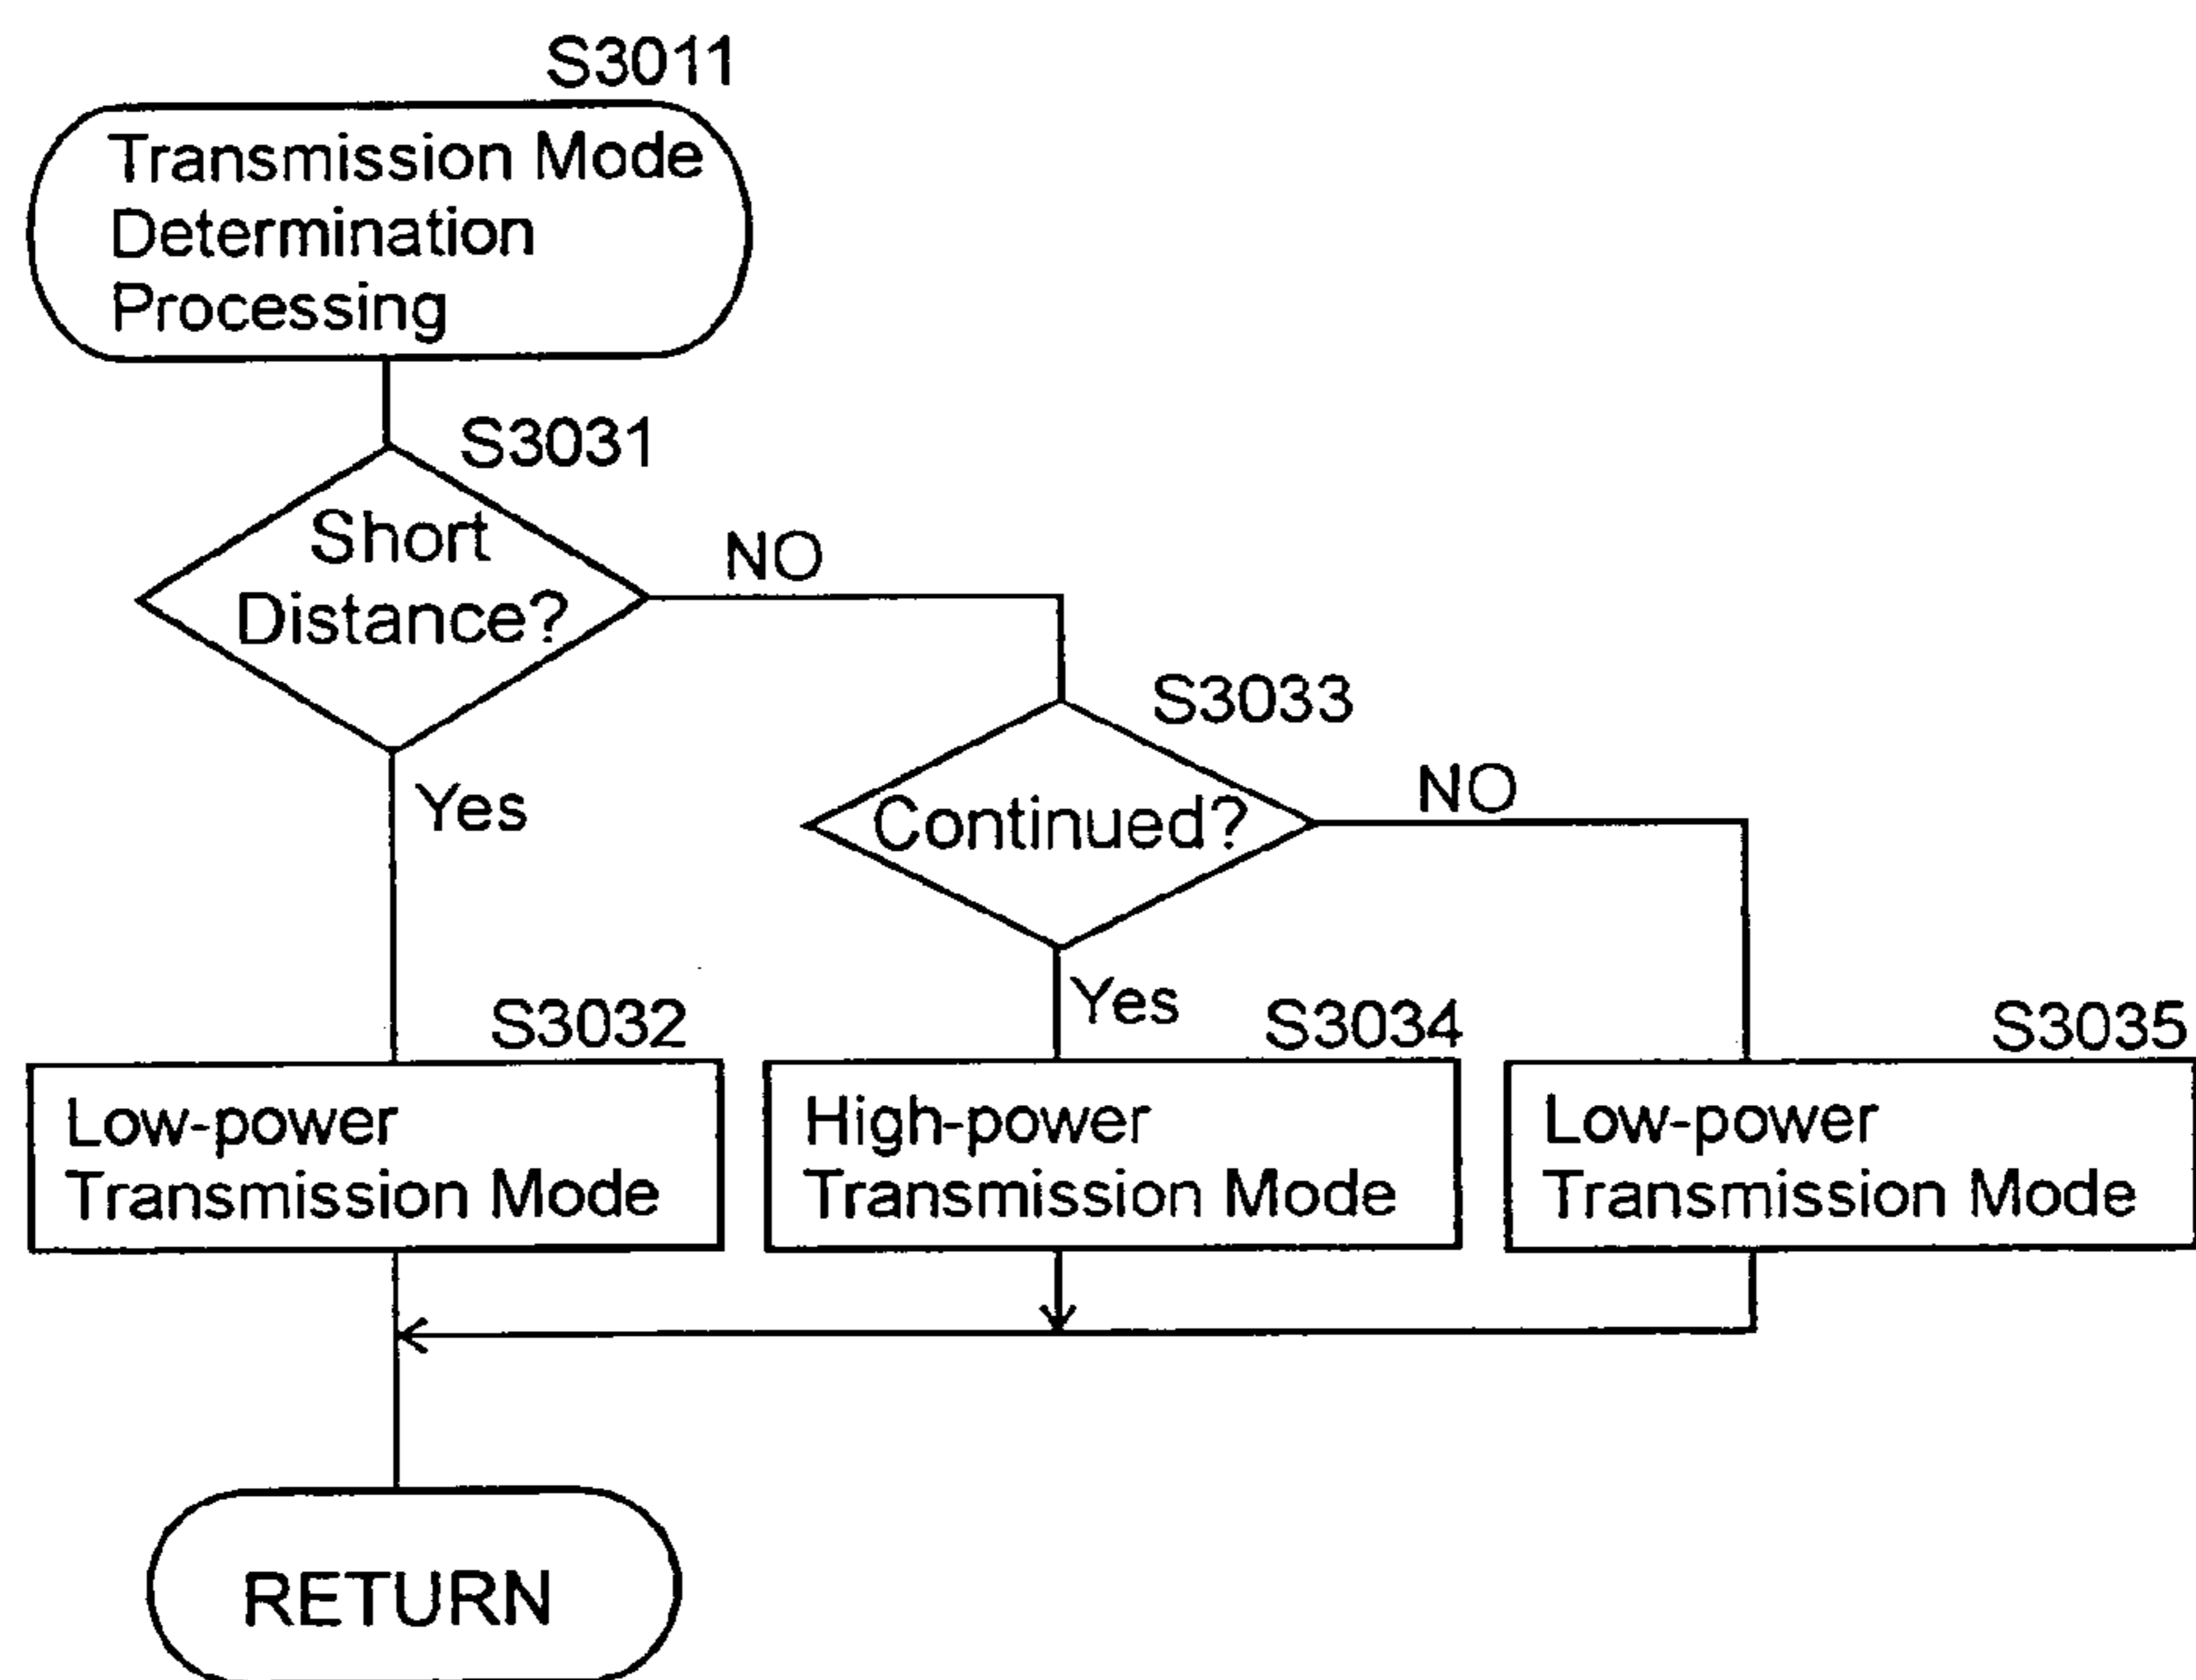 S3011
Transmission Mode
Determination
Processing
S3031
Short
Distance?
NO
Yes
S3033
Continued?
NO
Yes
S3032
Low-power
Transmission Mode
S3034
High-power
Transmission Mode
S3035
Low-power
Transmission Mode
RETURN